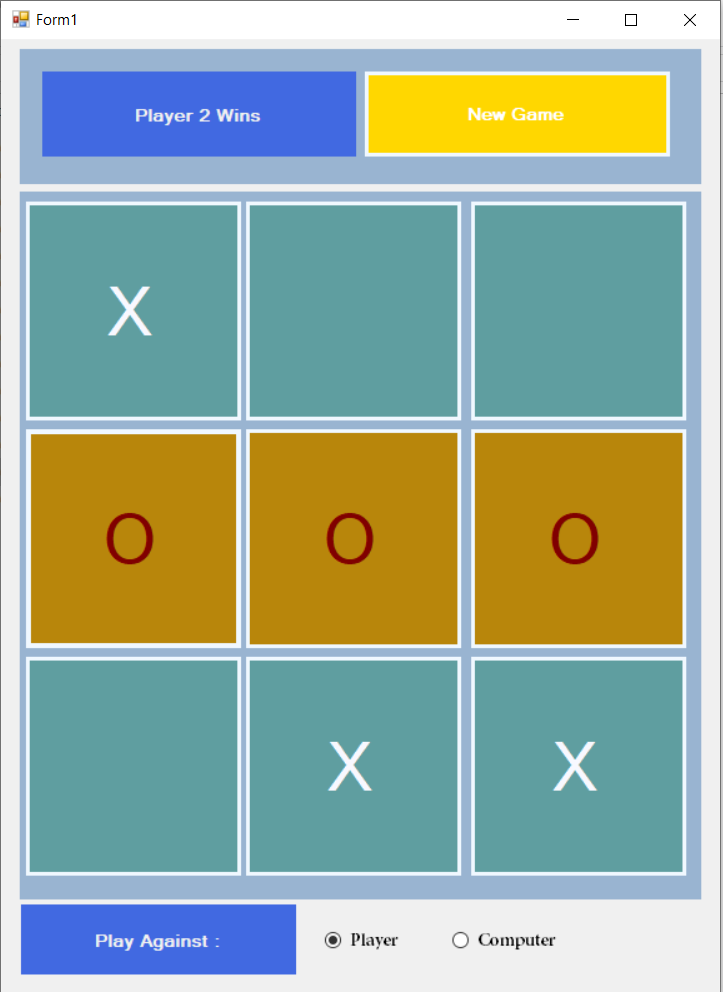 Form1
Player 2 Wins
New Game
X
O O O
X X
Play Against :
Player
Computer